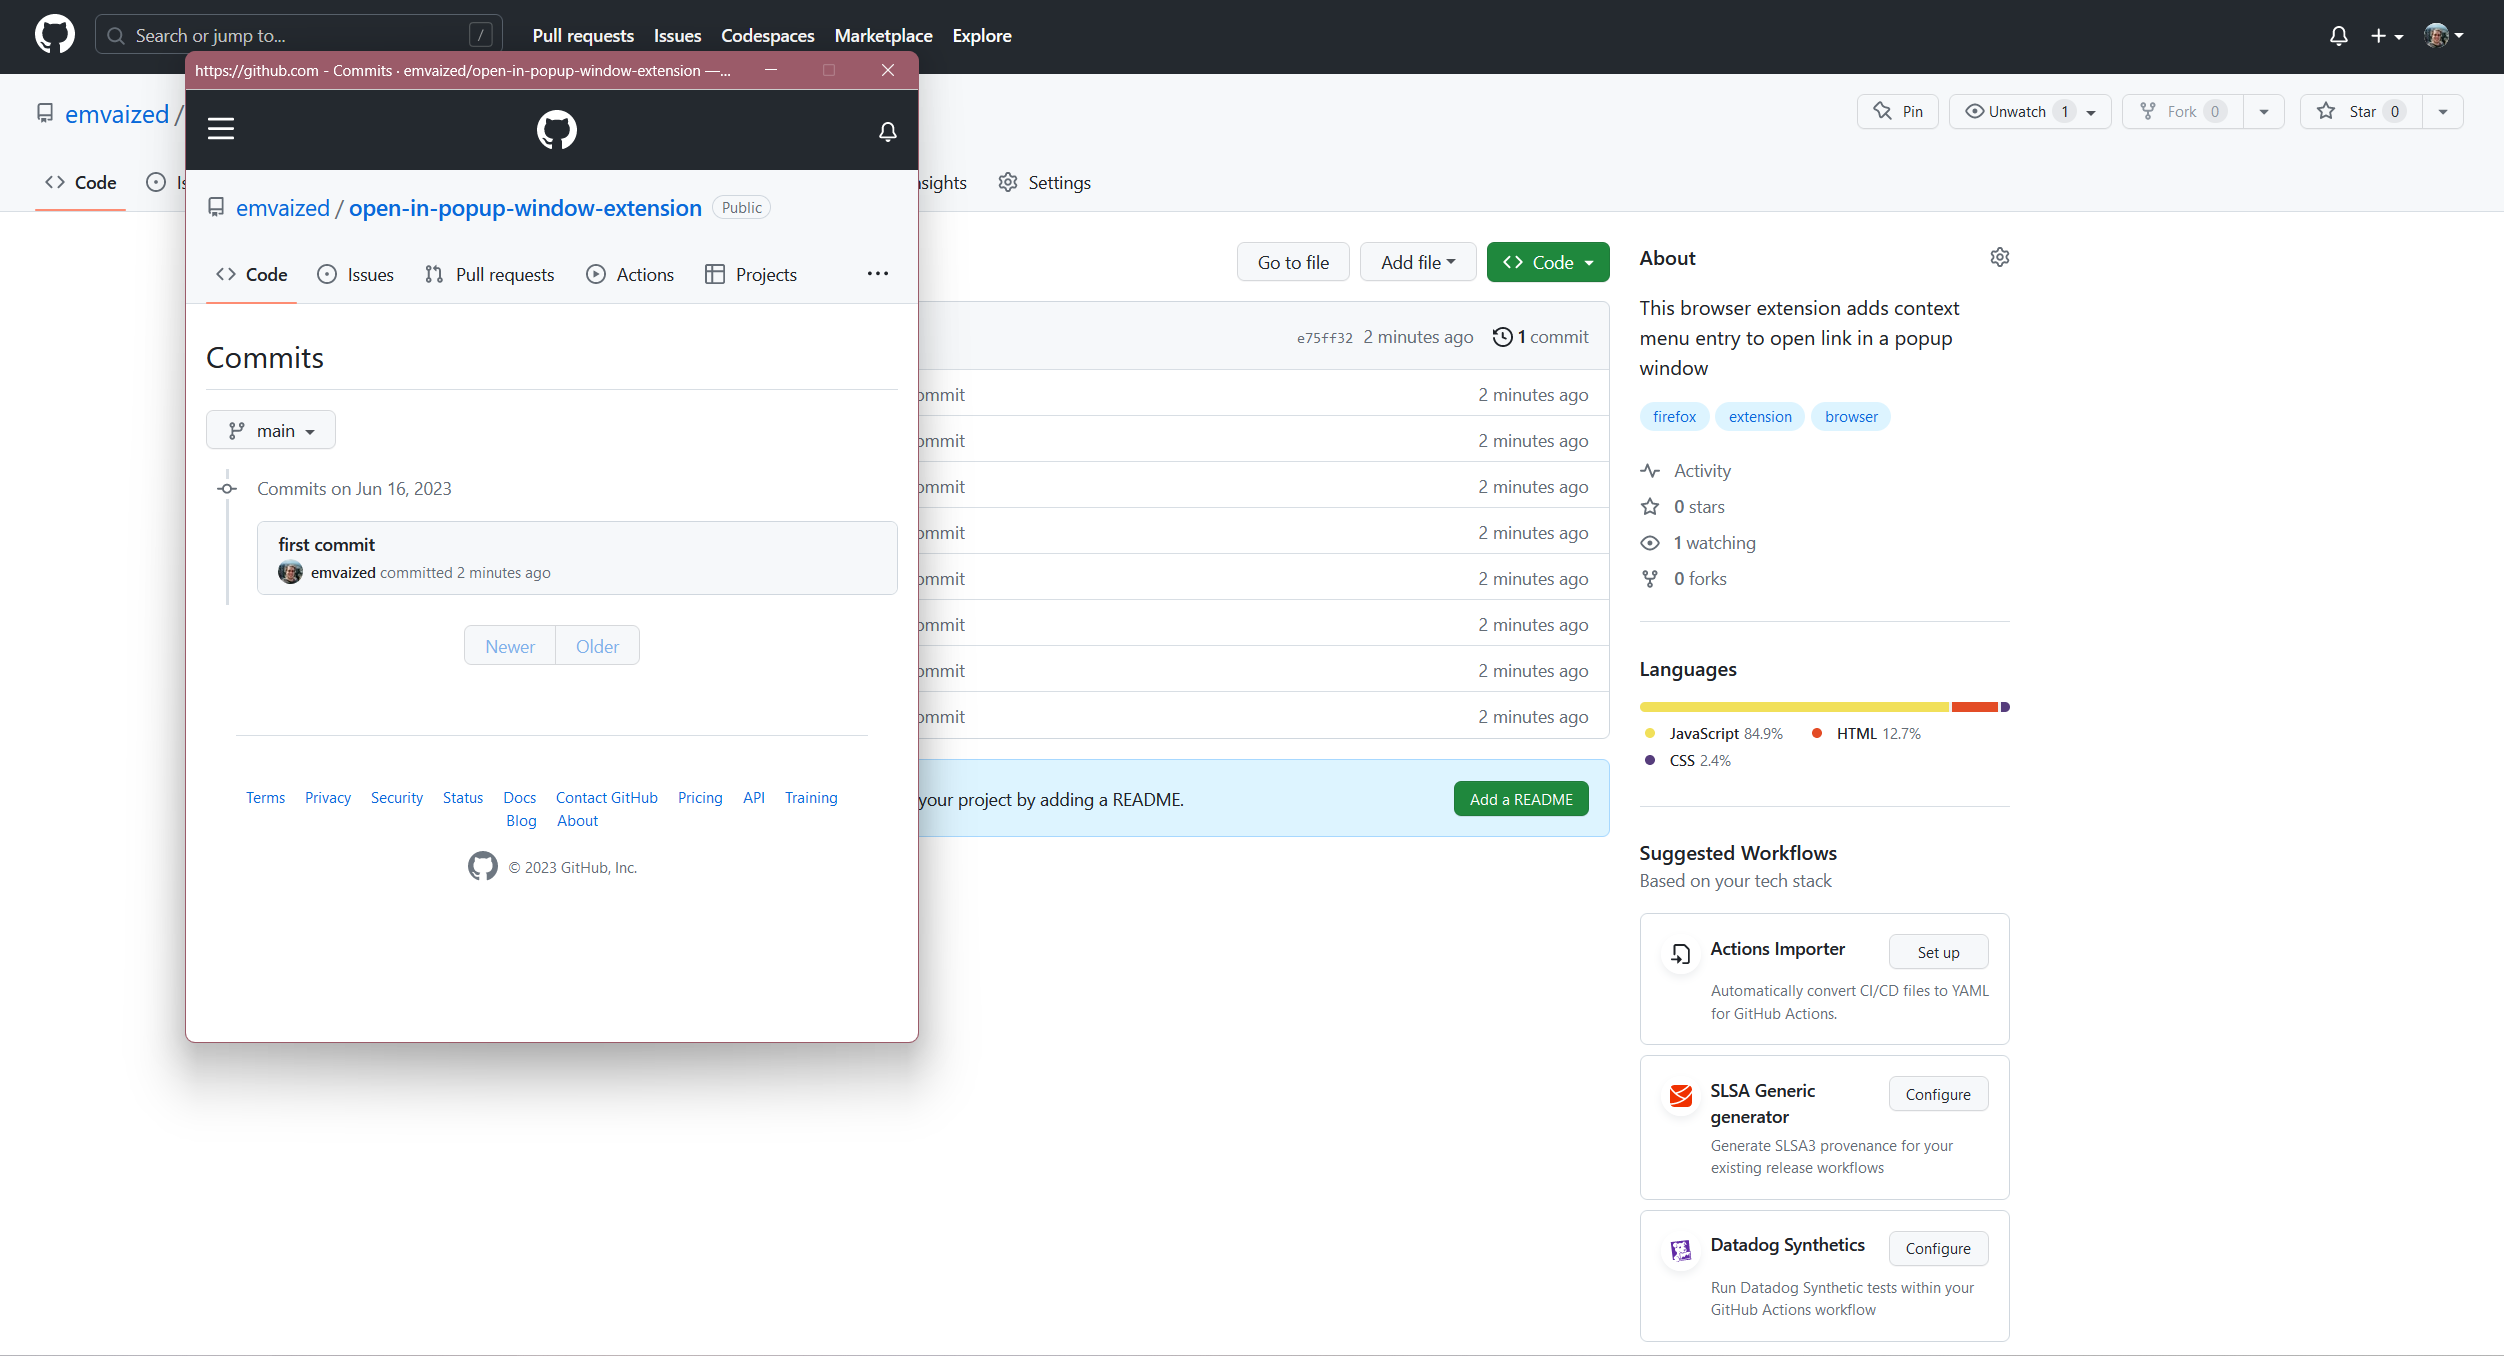 Search or jump to...
/
Pull requests
Issues
Codespaces
Marketplace
Explore
https://github.com - Commits · emvaized/open-in-popup-window-extension —...
emvaized /
Pin
Unwatch 1
Fork 0
Star 0
Code
Settings
emvaized / open-in-popup-window-extension Public
Code
Issues
Pull requests
Actions
Projects
Commits
main
Commits on Jun 16, 2023
first commit
emvaized committed 2 minutes ago
Newer
Older
Terms
Privacy
Security
Status
Docs
Contact GitHub
Pricing
API
Training
Blog
About
© 2023 GitHub, Inc.
Go to file
Add file
Code
e75ff32 2 minutes ago 1 commit
2 minutes ago
2 minutes ago
2 minutes ago
2 minutes ago
2 minutes ago
2 minutes ago
2 minutes ago
2 minutes ago
your project by adding a README.
Add a README
About
This browser extension adds context
menu entry to open link in a popup
window
firefox
extension
browser
Activity
0 stars
1 watching
0 forks
Languages
JavaScript 84.9%
HTML 12.7%
CSS 2.4%
Suggested Workflows
Based on your tech stack
Actions Importer
Set up
Automatically convert CI/CD files to YAML
for GitHub Actions.
SLSA Generic
generator
Configure
Generate SLSA3 provenance for your
existing release workflows
Datadog Synthetics
Configure
Run Datadog Synthetic tests within your
GitHub Actions workflow